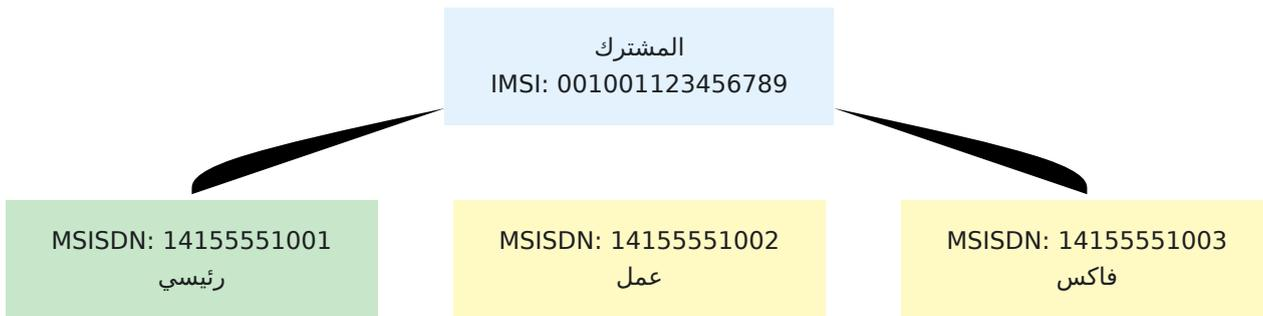 المشترك
IMSI: 001001123456789
MSISDN: 14155551001
رئيسي
MSISDN: 14155551002
عمل
MSISDN: 14155551003
فاكس